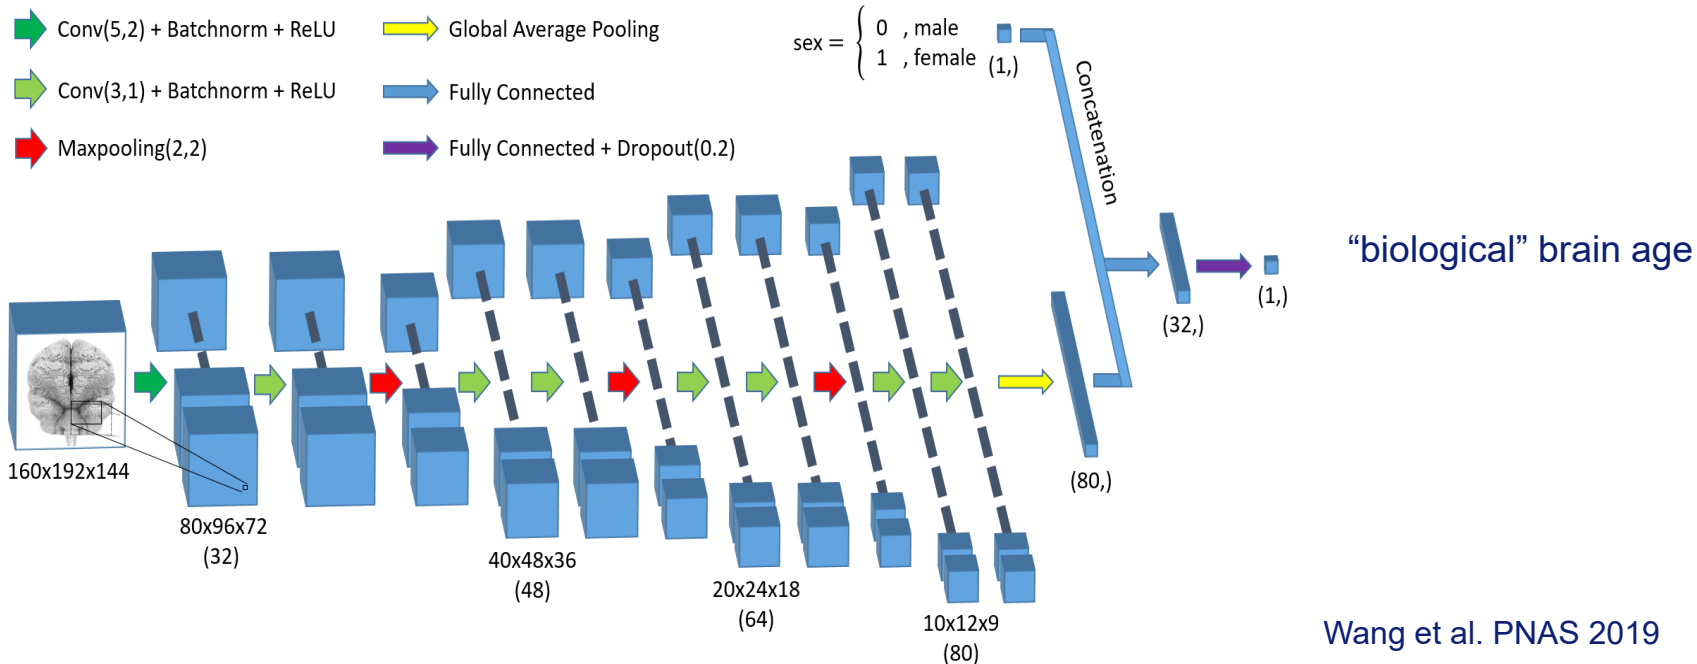 Conv(5,2) + Batchnorm + ReLU
Conv(3,1) + Batchnorm + ReLU
Maxpooling(2,2)
Global Average Pooling
Fully Connected
Fully Connected + Dropout(0.2)
sex = { 0 , male
1 , female
(1,)
Concatenation
160x192x144
80x96x72
(32)
40x48x36
(48)
20x24x18
(64)
10x12x9
(80)
(80,)
(32,)
(1,)
“biological” brain age
Wang et al. PNAS 2019